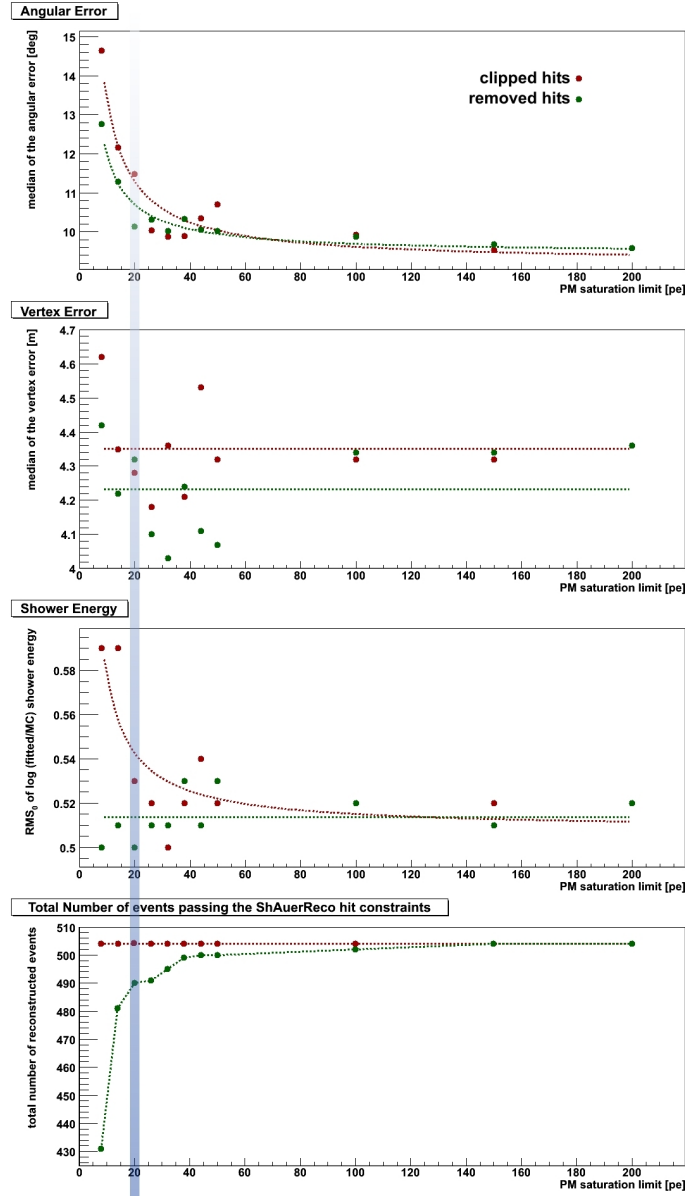 Angular Error
median of the angular error [deg]
15
14
13
12
11
10
clipped hits
removed hits
0 20 40 60 80 100 120 140 160 180 200
PM saturation limit [pe]
Vertex Error
median of the vertex error [m]
4.7
4.6
4.5
4.4
4.3
4.2
4.1
4
0 20 40 60 80 100 120 140 160 180 200
PM saturation limit [pe]
Shower Energy
RMS₀ of log (fitted/MC) shower energy
0.58
0.56
0.54
0.52
0.5
0 20 40 60 80 100 120 140 160 180 200
PM saturation limit [pe]
Total Number of events passing the ShAuerReco hit constraints
total number of reconstructed events
510
500
490
480
470
460
450
440
430
0 20 40 60 80 100 120 140 160 180 200
PM saturation limit [pe]